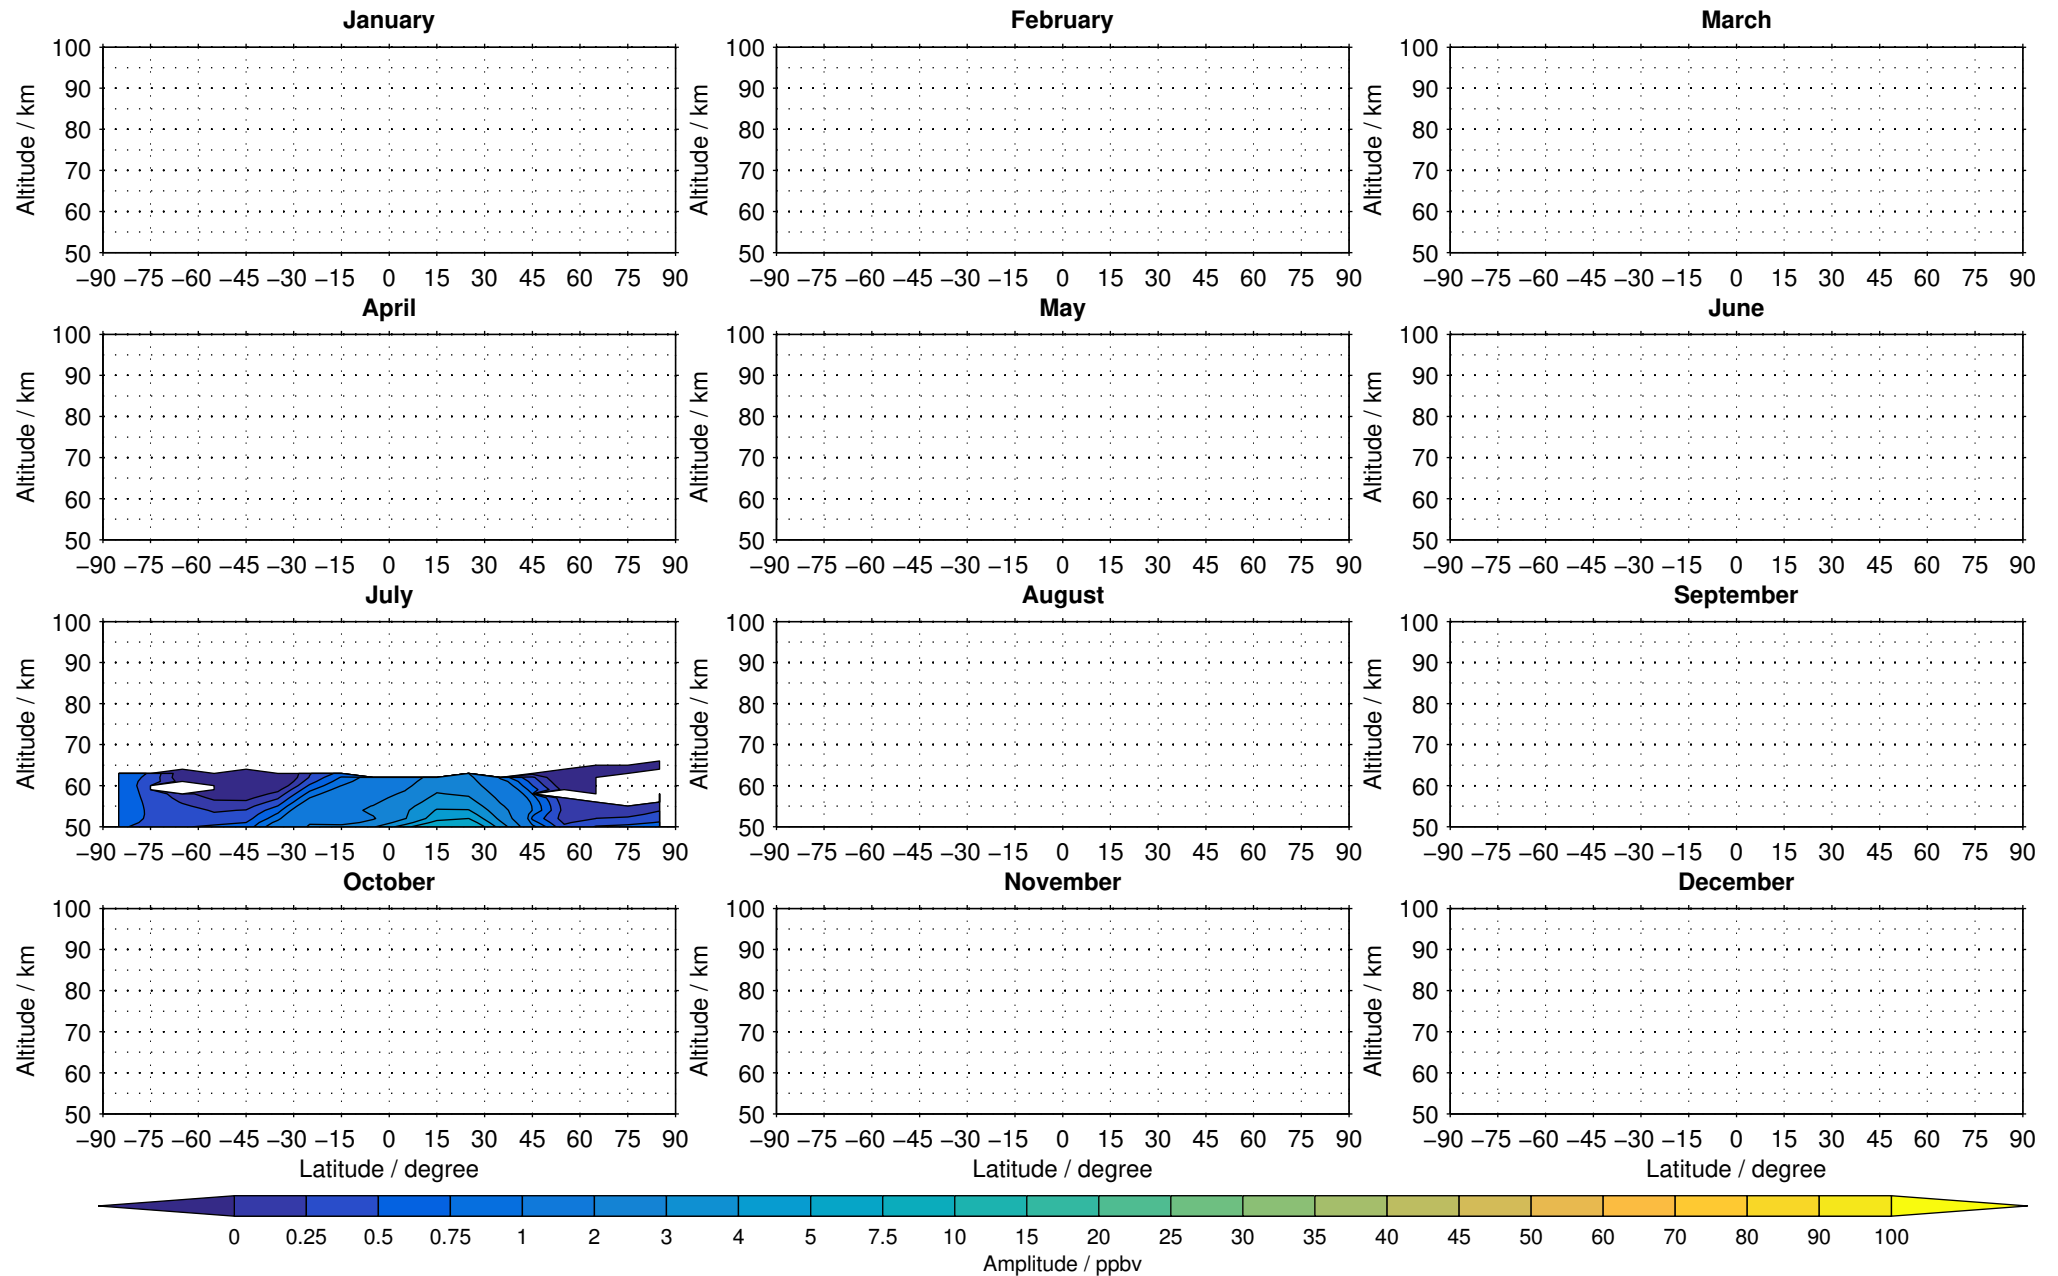 January February March
100 100 100
Altitude / km 90 Altitude / km 90 Altitude / km 90
80 80 80
70 70 70
60 60 60
50 50 50
−90 −75 −60 −45 −30 −15 0 15 30 45 60 75 90 −90 −75 −60 −45 −30 −15 0 15 30 45 60 75 90 −90 −75 −60 −45 −30 −15 0 15 30 45 60 75 90
April May June
100 100 100
Altitude / km 90 Altitude / km 90 Altitude / km 90
80 80 80
70 70 70
60 60 60
50 50 50
−90 −75 −60 −45 −30 −15 0 15 30 45 60 75 90 −90 −75 −60 −45 −30 −15 0 15 30 45 60 75 90 −90 −75 −60 −45 −30 −15 0 15 30 45 60 75 90
July August September
100 100 100
Altitude / km 90 Altitude / km 90 Altitude / km 90
80 80 80
70 70 70
60 60 60
50 50 50
−90 −75 −60 −45 −30 −15 0 15 30 45 60 75 90 −90 −75 −60 −45 −30 −15 0 15 30 45 60 75 90 −90 −75 −60 −45 −30 −15 0 15 30 45 60 75 90
October November December
100 100 100
Altitude / km 90 Altitude / km 90 Altitude / km 90
80 80 80
70 70 70
60 60 60
50 50 50
−90 −75 −60 −45 −30 −15 0 15 30 45 60 75 90 −90 −75 −60 −45 −30 −15 0 15 30 45 60 75 90 −90 −75 −60 −45 −30 −15 0 15 30 45 60 75 90
Latitude / degree Latitude / degree Latitude / degree
0 0.25 0.5 0.75 1 2 3 4 5 7.5 10 15 20 25 30 35 40 45 50 60 70 80 90 100
Amplitude / ppbv